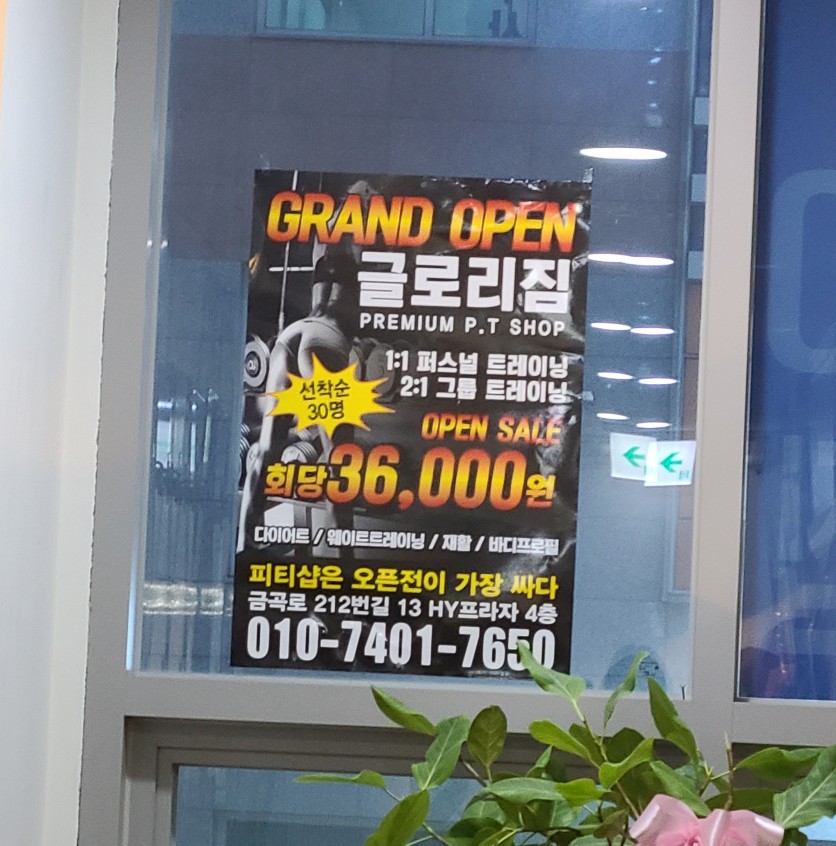 GRAND OPEN
글로리짐
PREMIUM P.T SHOP
1:1 퍼스널 트레이닝
2:1 그룹 트레이닝
선착순
30명
OPEN SALE
회당36,000원
다이어트 / 웨이트트레이닝 / 재활 / 바디프로필
피티샵은 오픈전이 가장 싸다
금곡로 212번길 13 HY프라자 4층
010-7401-7650